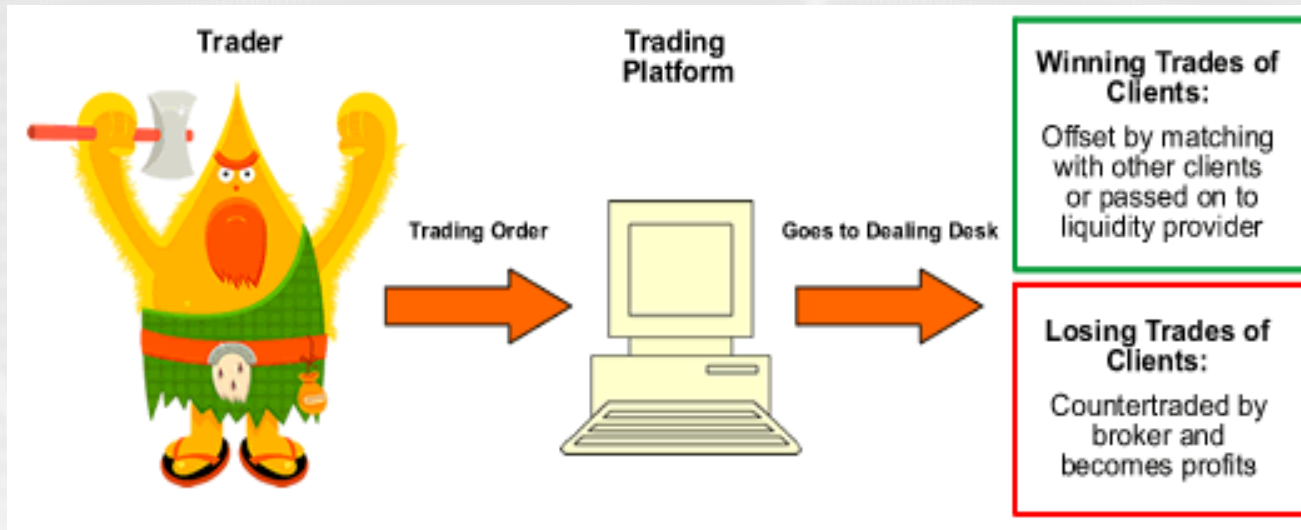 Trader
Trading
Platform
Trading Order
Goes to Dealing Desk
Winning Trades of
Clients:
Offset by matching
with other clients
or passed on to
liquidity provider
Losing Trades of
Clients:
Countertraded by
broker and
becomes profits